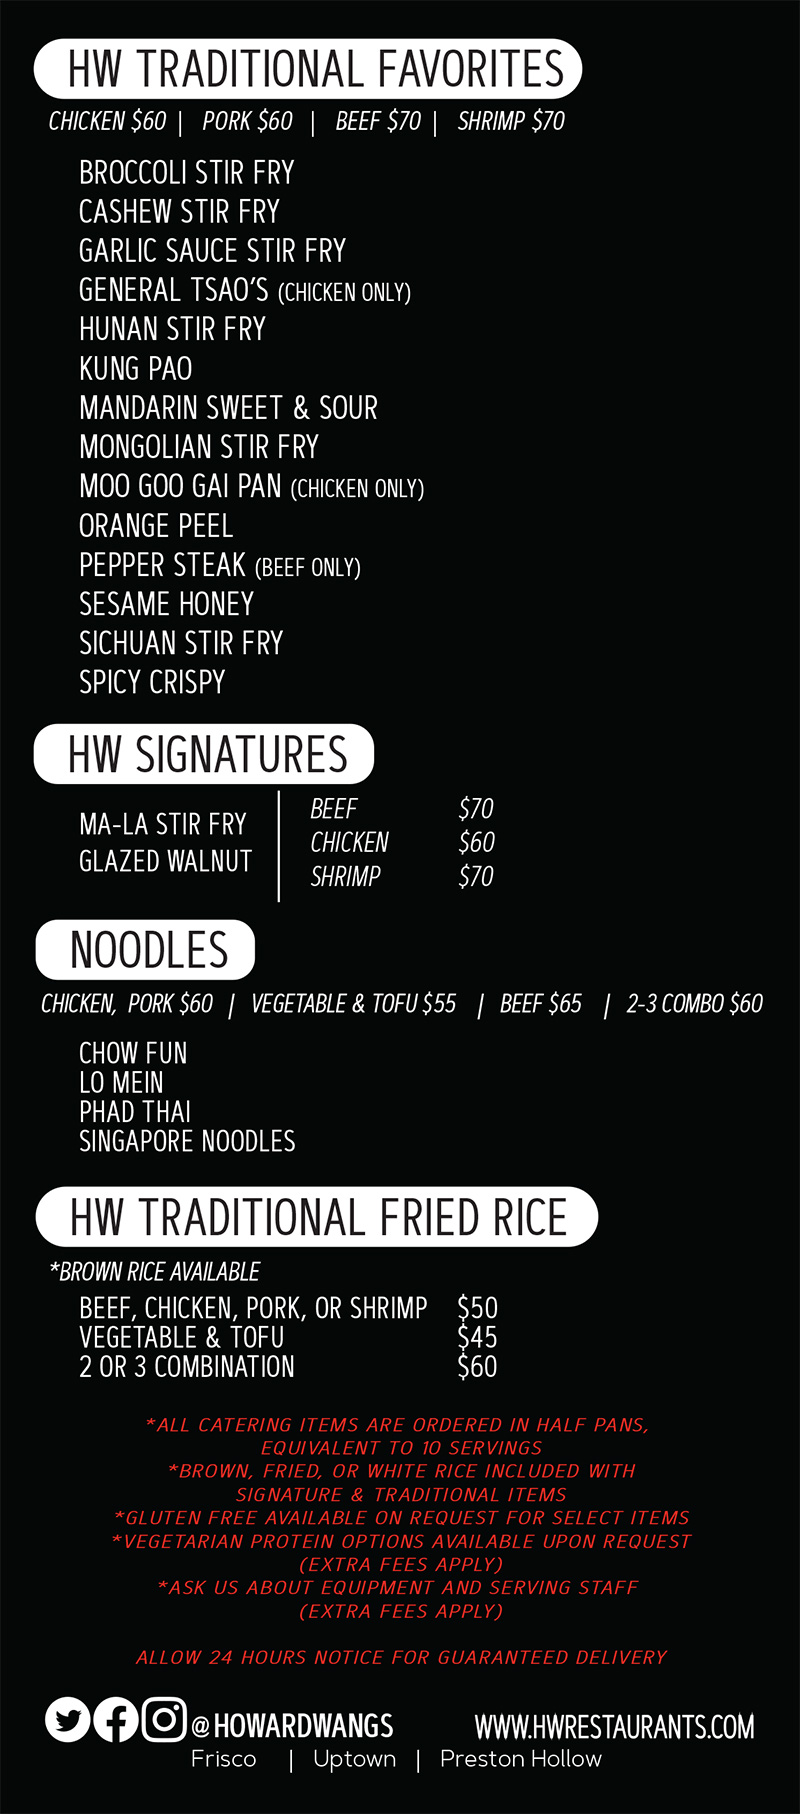 HW TRADITIONAL FAVORITES
CHICKEN $60 | PORK $60 | BEEF $70 | SHRIMP $70
BROCCOLI STIR FRY
CASHEW STIR FRY
GARLIC SAUCE STIR FRY
GENERAL TSAO'S (CHICKEN ONLY)
HUNAN STIR FRY
KUNG PAO
MANDARIN SWEET & SOUR
MONGOLIAN STIR FRY
MOO GOO GAI PAN (CHICKEN ONLY)
ORANGE PEEL
PEPPER STEAK (BEEF ONLY)
SESAME HONEY
SICHUAN STIR FRY
SPICY CRISPY
HW SIGNATURES
MA-LA STIR FRY
GLAZED WALNUT
BEEF $70
CHICKEN $60
SHRIMP $70
NOODLES
CHICKEN, PORK $60 | VEGETABLE & TOFU $55 | BEEF $65 | 2-3 COMBO $60
CHOW FUN
LO MEIN
PHAD THAI
SINGAPORE NOODLES
HW TRADITIONAL FRIED RICE
*BROWN RICE AVAILABLE
BEEF, CHICKEN, PORK, OR SHRIMP $50
VEGETABLE & TOFU $45
2 OR 3 COMBINATION $60
*ALL CATERING ITEMS ARE ORDERED IN HALF PANS,
EQUIVALENT TO 10 SERVINGS
*BROWN, FRIED, OR WHITE RICE INCLUDED WITH
SIGNATURE & TRADITIONAL ITEMS
*GLUTEN FREE AVAILABLE ON REQUEST FOR SELECT ITEMS
*VEGETARIAN PROTEIN OPTIONS AVAILABLE UPON REQUEST
(EXTRA FEES APPLY)
*ASK US ABOUT EQUIPMENT AND SERVING STAFF
(EXTRA FEES APPLY)
ALLOW 24 HOURS NOTICE FOR GUARANTEED DELIVERY
@HOWARDWANGS WWW.HWRESTAURANTS.COM
Frisco | Uptown | Preston Hollow